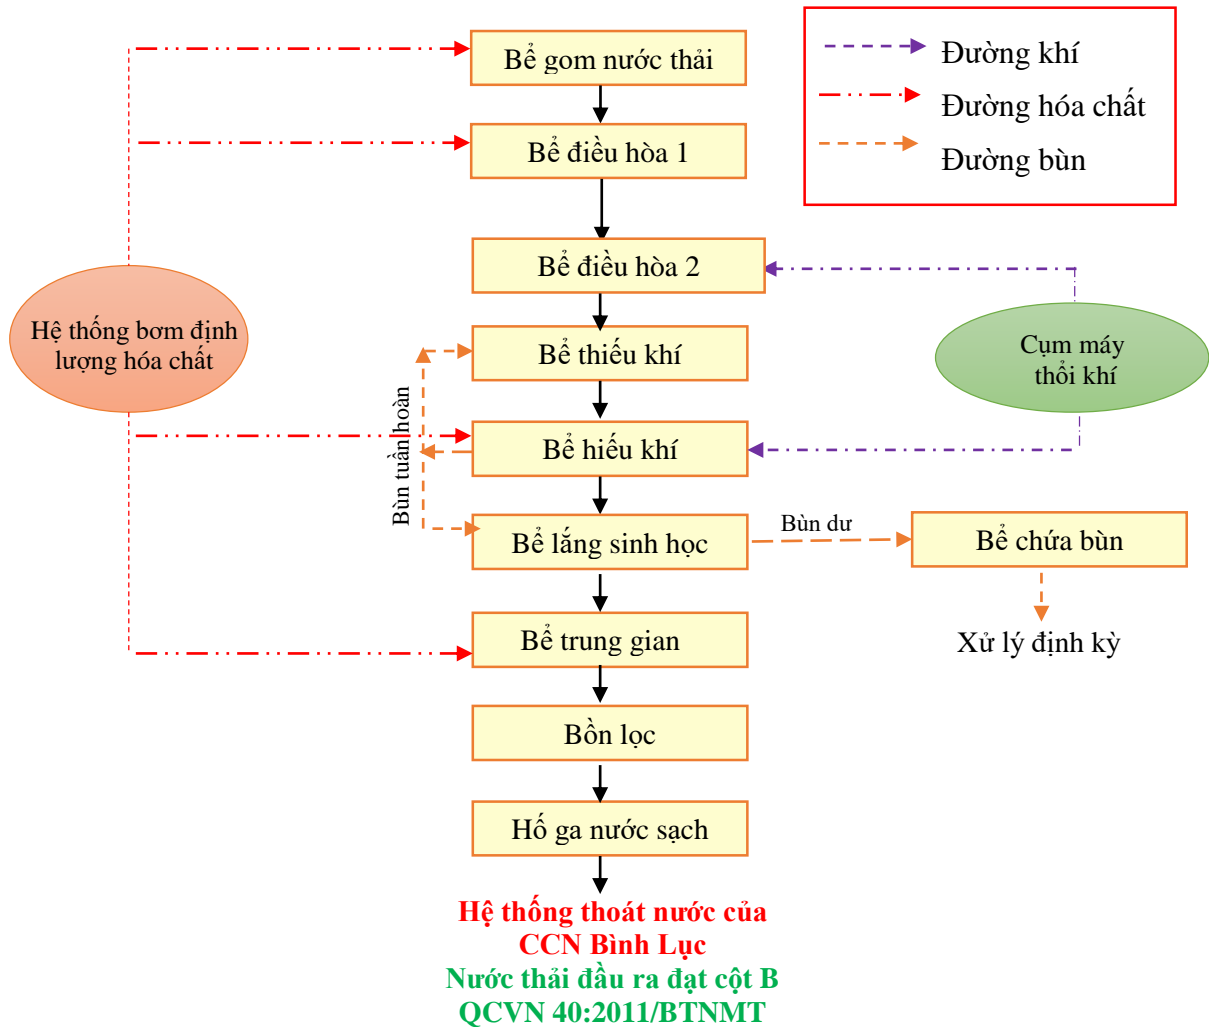 Bể gom nước thải
Bể điều hòa 1
Bể điều hòa 2
Bể thiếu khí
Bể hiếu khí
Bể lắng sinh học
Bể trung gian
Bồn lọc
Hố ga nước sạch
Hệ thống thoát nước của
CCN Bình Lục
Nước thải đầu ra đạt cột B
QCVN 40:2011/BTNMT
Hệ thống bơm định
lượng hóa chất
Bùn tuần hoàn
Đường khí
Đường hóa chất
Đường bùn
Cụm máy
thổi khí
Bùn dư
Bể chứa bùn
Xử lý định kỳ